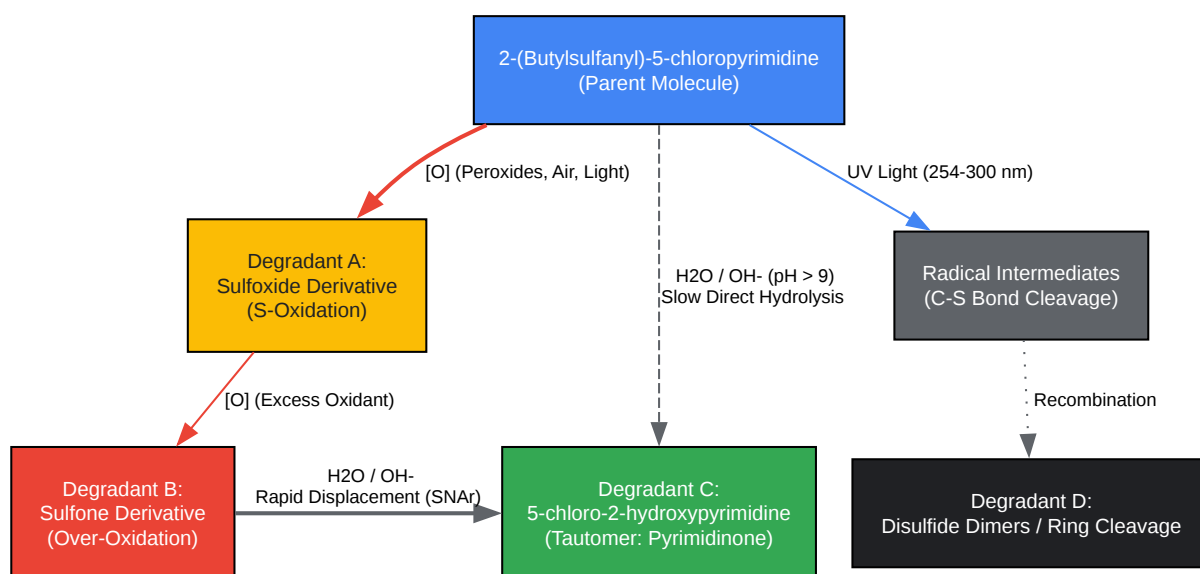 2-(Butylsulfanyl)-5-chloropyrimidine
(Parent Molecule)
[O] (Peroxides, Air, Light)
UV Light (254-300 nm)
Degradant A:
Sulfoxide Derivative
(S-Oxidation)
H2O / OH- (pH > 9)
Slow Direct Hydrolysis
Radical Intermediates
(C-S Bond Cleavage)
[O] (Excess Oxidant)
Recombination
Degradant B:
Sulfone Derivative
(Over-Oxidation)
H2O / OH-
Rapid Displacement (SNAr)
Degradant C:
5-chloro-2-hydroxypyrimidine
(Tautomer: Pyrimidinone)
Degradant D:
Disulfide Dimers / Ring Cleavage